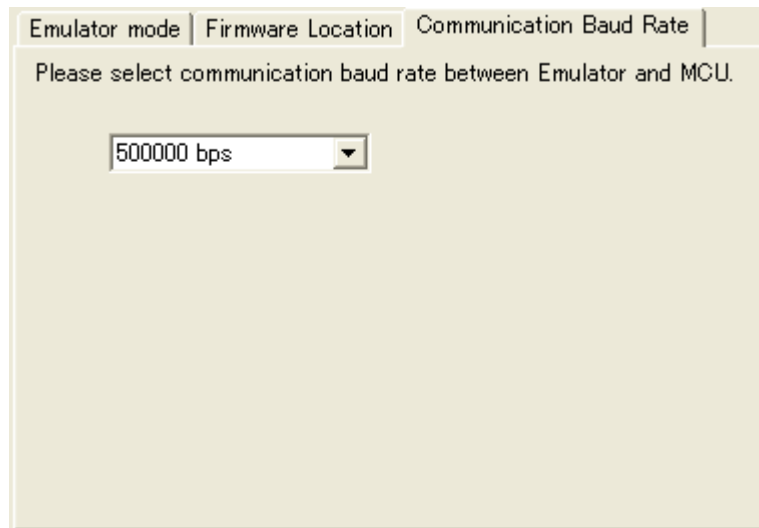 Emulator mode Firmware Location Communication Baud Rate
Please select communication baud rate between Emulator and MCU.
500000 bps